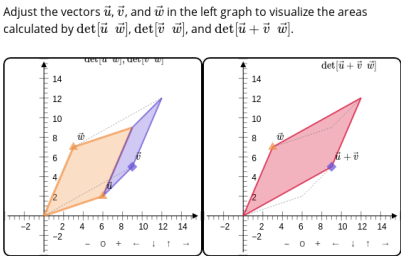 Adjust the vectors u⃗, v⃗, and w⃗ in the left graph to visualize the areas
calculated by det[u⃗ w⃗], det[v⃗ w⃗], and det[u⃗ + v⃗ w⃗].
det[u⃗ w⃗], det[v⃗ w⃗]
14
12
10
8
w⃗
6
v⃗
4
u⃗
2
−2 0 2 4 6 8 10 12 14
−2
− o + ← ↓ ↑ →
det[u⃗ + v⃗ w⃗]
14
12
10
8
w⃗
6
u⃗ + v⃗
4
2
−2 0 2 4 6 8 10 12 14
−2
− o + ← ↓ ↑ →